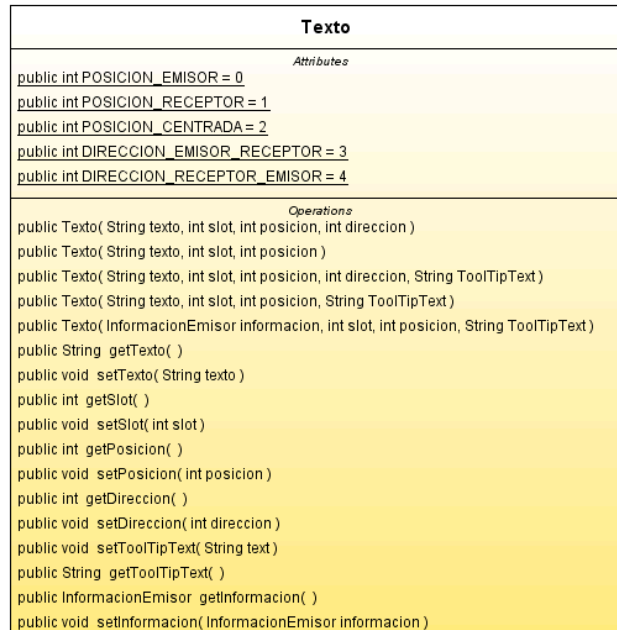 Texto
Attributes
public int POSICION_EMISOR = 0
public int POSICION_RECEPTOR = 1
public int POSICION_CENTRADA = 2
public int DIRECCION_EMISOR_RECEPTOR = 3
public int DIRECCION_RECEPTOR_EMISOR = 4
Operations
public Texto( String texto, int slot, int posicion, int direccion )
public Texto( String texto, int slot, int posicion )
public Texto( String texto, int slot, int posicion, int direccion, String ToolTipText )
public Texto( String texto, int slot, int posicion, String ToolTipText )
public Texto( InformacionEmisor informacion, int slot, int posicion, String ToolTipText )
public String getTexto( )
public void setTexto( String texto )
public int getSlot( )
public void setSlot( int slot )
public int getPosicion( )
public void setPosicion( int posicion )
public int getDireccion( )
public void setDireccion( int direccion )
public void setToolTipText( String text )
public String getToolTipText( )
public InformacionEmisor getInformacion( )
public void setInformacion( InformacionEmisor informacion )